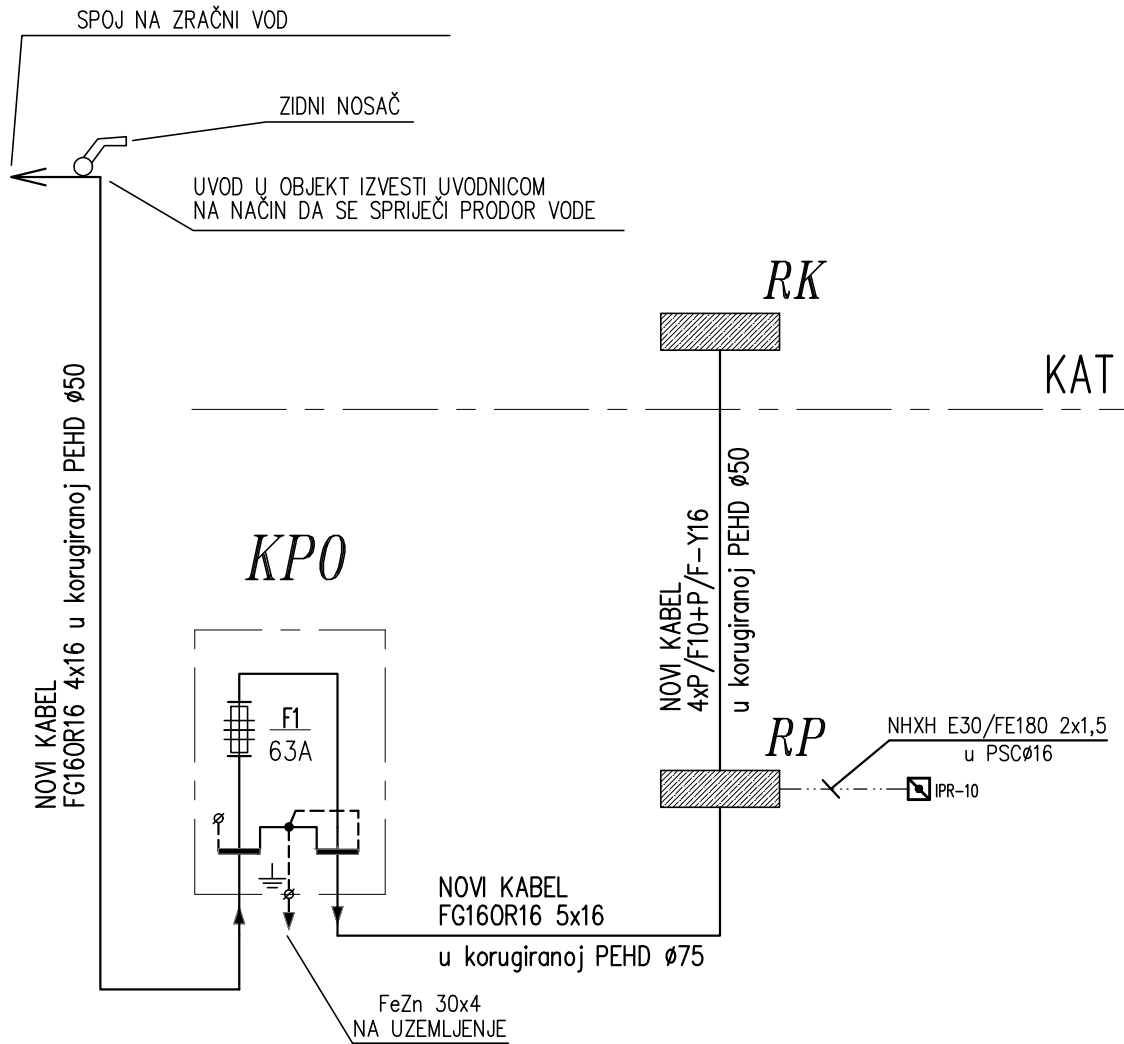 SPOJ NA ZRAČNI VOD
ZIDNI NOSAČ
UVOD U OBJEKT IZVESTI UVODNICOM
NA NAČIN DA SE SPRIJEČI PRODOR VODE
RK
KAT
NOVI KABEL
FG16OR16 4x16 u korugiranoj PEHD ø50
KPO
F1
63A
NOVI KABEL
4xP/F10+P/F-Y16
u korugiranoj PEHD ø50
RP
NHXH E30/FE180 2x1,5
u PSCø16
IPR-10
NOVI KABEL
FG16OR16 5x16
u korugiranoj PEHD ø75
FeZn 30x4
NA UZEMLJENJE